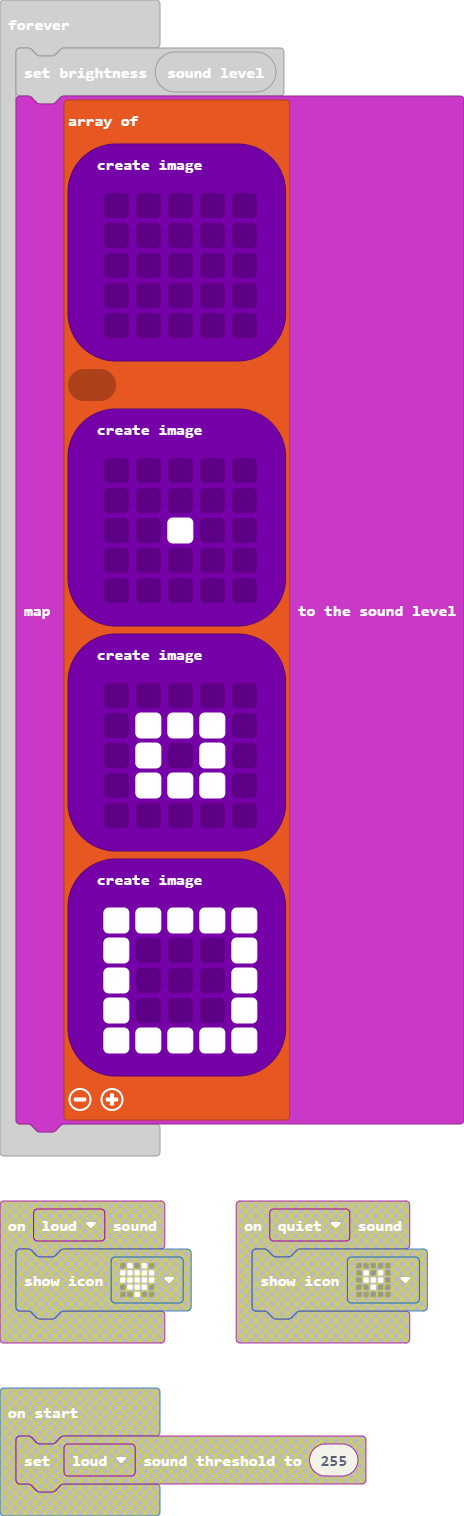 forever
set brightness sound level
array of
create image
create image
map to the sound level
create image
create image
on loud sound
on quiet sound
show icon
show icon
on start
set loud sound threshold to 255